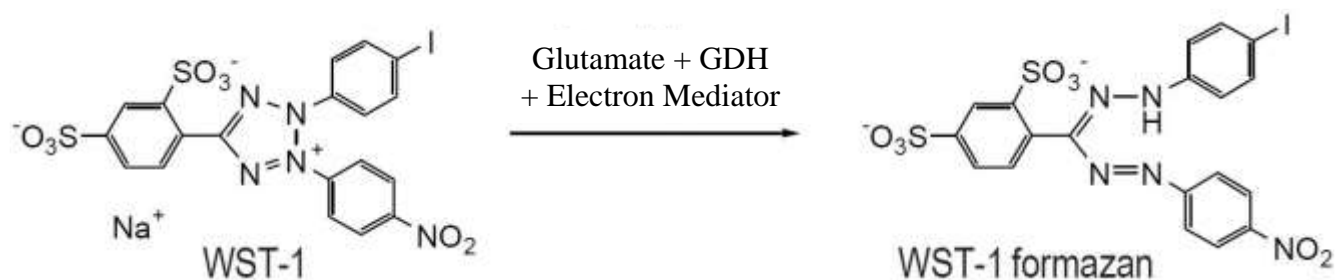 Glutamate + GDH
+ Electron Mediator
I
SO₃⁻
⁻O₃S
N
N
N
N⁺
Na⁺
NO₂
WST-1
I
SO₃⁻
⁻O₃S
N
N
H
N=N
NO₂
WST-1 formazan